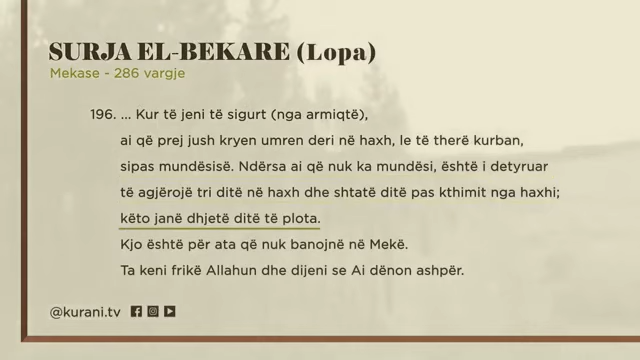 SURJA EL-BEKARE (Lopa)
Mekase - 286 vargje
196. ... Kur të jeni të sigurt (nga armiqtë),
ai që prej jush kryen umren deri në haxh, le të therë kurban,
sipas mundësisë. Ndërsa ai që nuk ka mundësi, është i detyruar
të agjërojë tri ditë në haxh dhe shtatë ditë pas kthimit nga haxhi;
këto janë dhjetë ditë të plota.
Kjo është për ata që nuk banojnë në Mekë.
Ta keni frikë Allahun dhe dijeni se Ai dënon ashpër.
@kurani.tv